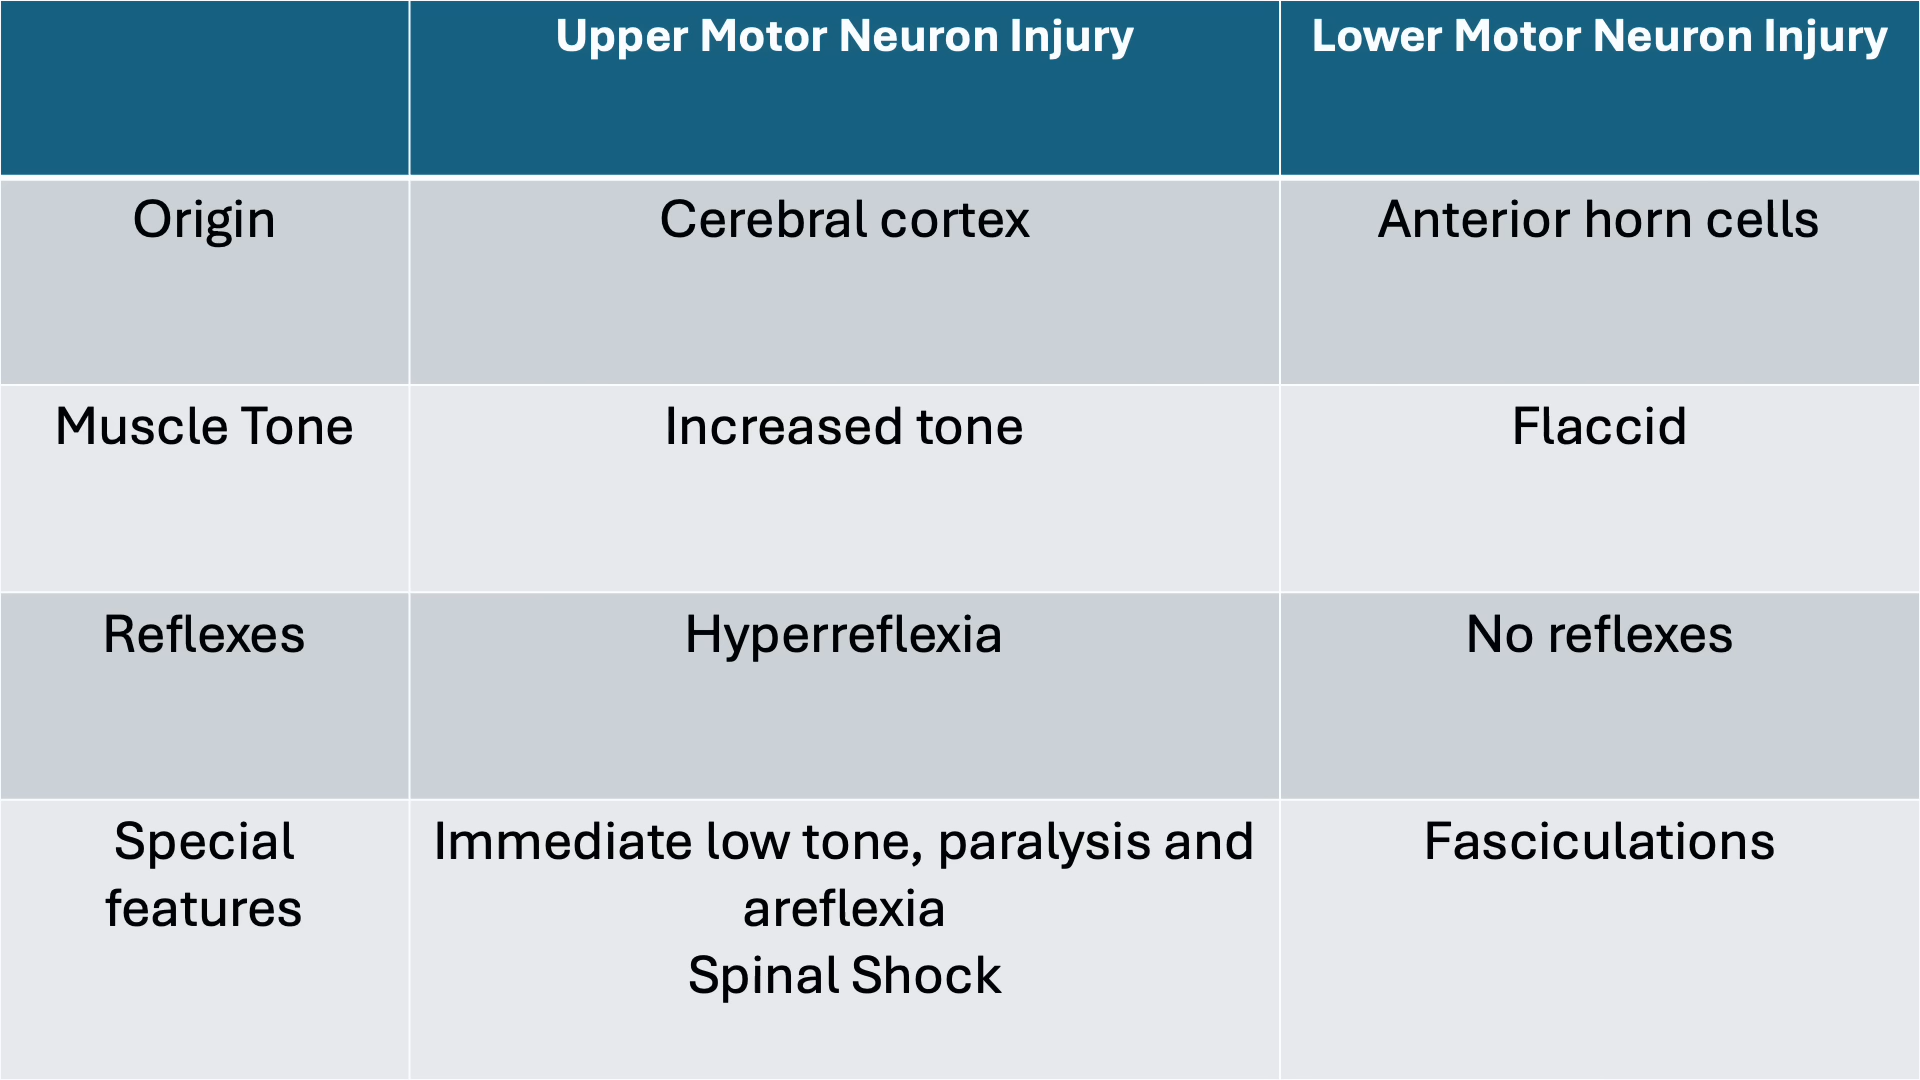 Upper Motor Neuron Injury
Lower Motor Neuron Injury
Origin
Cerebral cortex
Anterior horn cells
Muscle Tone
Increased tone
Flaccid
Reflexes
Hyperreflexia
No reflexes
Special
features
Immediate low tone, paralysis and
areflexia
Spinal Shock
Fasciculations